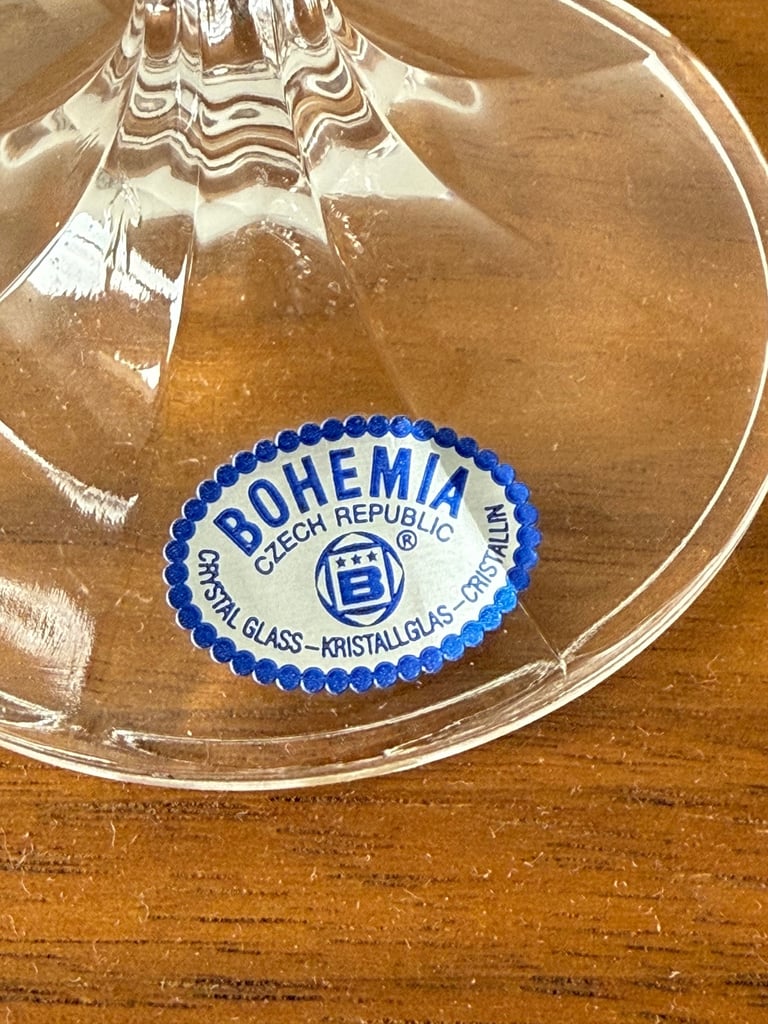 BOHEMIA
CZECH REPUBLIC
®
B
CRYSTAL GLASS–KRISTALLGLAS–CRISTALLIN